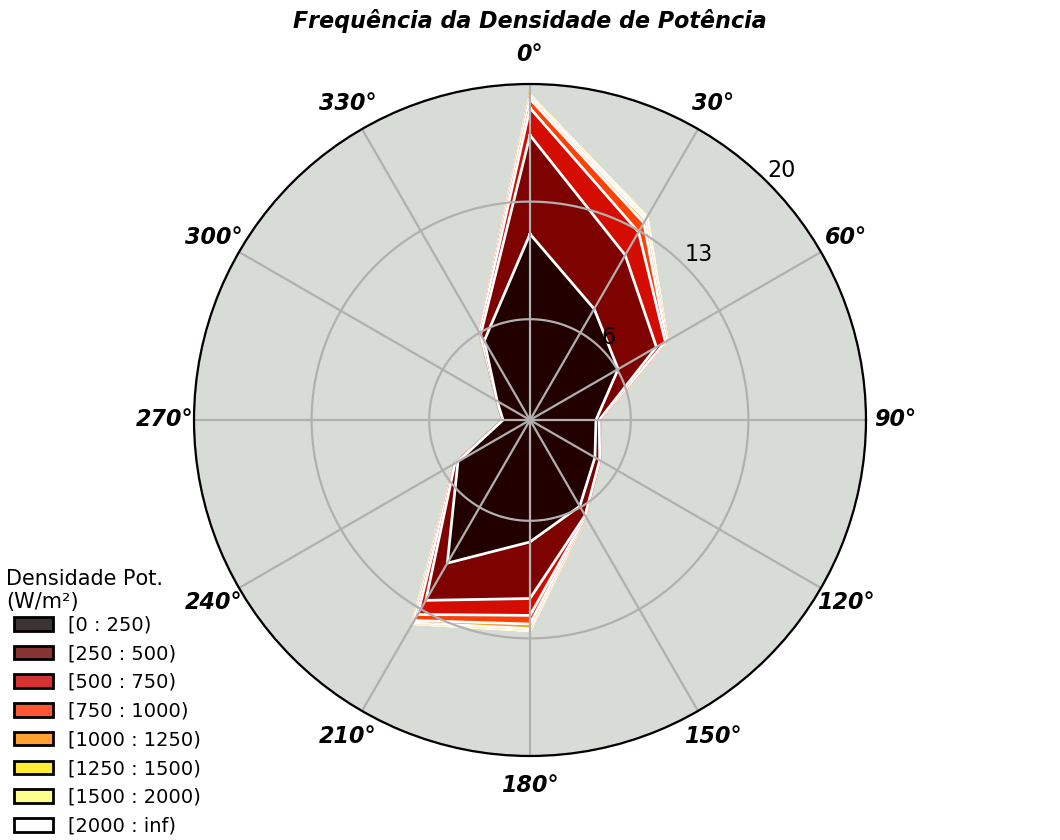 Frequência da Densidade de Potência
0°
330°
30°
20
300°
60°
13
6
270°
90°
240°
120°
210°
150°
180°
Densidade Pot.
(W/m²)
[0 : 250)
[250 : 500)
[500 : 750)
[750 : 1000)
[1000 : 1250)
[1250 : 1500)
[1500 : 2000)
[2000 : inf)